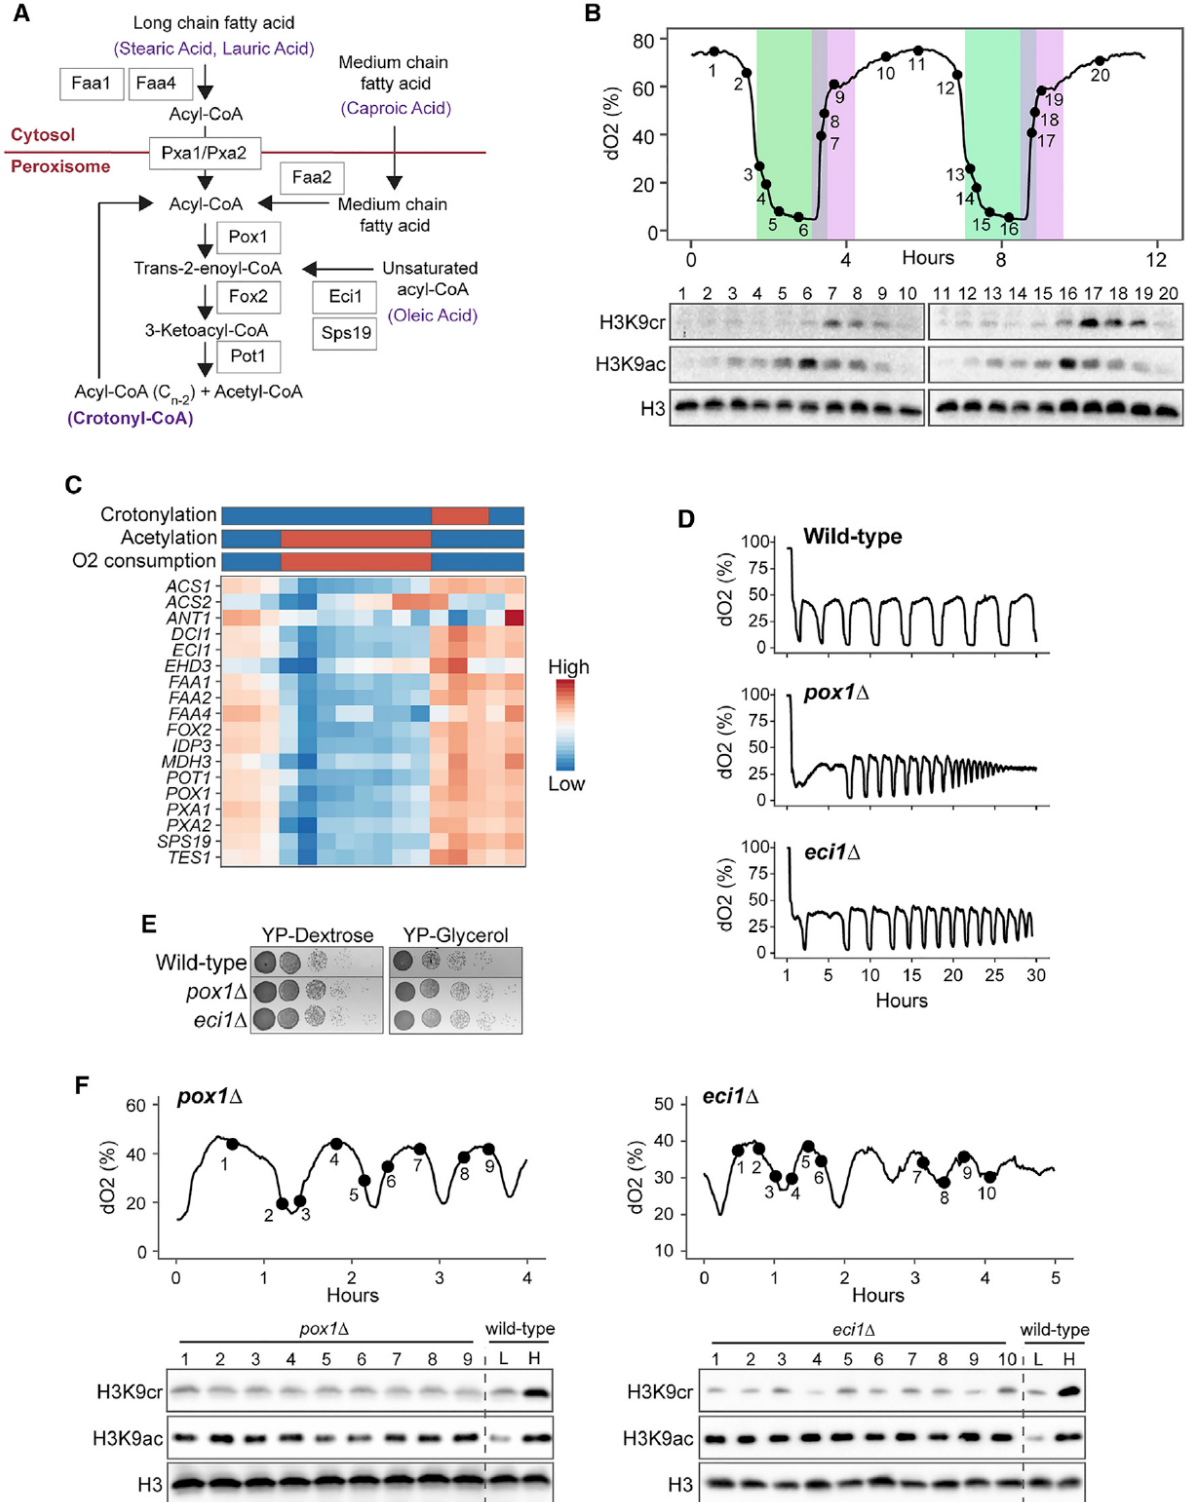 A
Long chain fatty acid
(Stearic Acid, Lauric Acid)
Faa1
Faa4
Medium chain
fatty acid
(Caproic Acid)
Acyl-CoA
Cytosol
Peroxisome
Pxa1/Pxa2
Faa2
Acyl-CoA
Medium chain
fatty acid
Pox1
Trans-2-enoyl-CoA
Unsaturated
acyl-CoA
(Oleic Acid)
Fox2
Eci1
Sps19
3-Ketoacyl-CoA
Pot1
Acyl-CoA (Cn-2) + Acetyl-CoA
(Crotonyl-CoA)
B
dO2 (%)
80
60
40
20
0
1
2
3
4
5
6
7
8
9
10
11
12
13
14
15
16
17
18
19
20
0 4 Hours 8 12
1 2 3 4 5 6 7 8 9 10 11 12 13 14 15 16 17 18 19 20
H3K9cr
H3K9ac
H3
C
Crotonylation
Acetylation
O2 consumption
ACS1
ACS2
ANT1
DCI1
ECI1
EHD3
FAA1
FAA2
FAA4
FOX2
IDP3
MDH3
POT1
POX1
PXA1
PXA2
SPS19
TES1
High
Low
D
Wild-type
dO2 (%)
100
75
50
25
0
pox1Δ
dO2 (%)
100
75
50
25
0
eci1Δ
dO2 (%)
100
75
50
25
0
1 5 10 15 20 25 30
Hours
E
YP-Dextrose YP-Glycerol
Wild-type
pox1Δ
eci1Δ
F
pox1Δ
dO2 (%)
60
40
20
0
1
2
3
4
5
6
7
8
9
0 1 2 3 4
Hours
pox1Δ wild-type
1 2 3 4 5 6 7 8 9 L H
H3K9cr
H3K9ac
H3
eci1Δ
dO2 (%)
50
40
30
20
10
1
2
3
4
5
6
7
8
9
10
0 1 2 3 4 5
Hours
eci1Δ wild-type
1 2 3 4 5 6 7 8 9 10 L H
H3K9cr
H3K9ac
H3